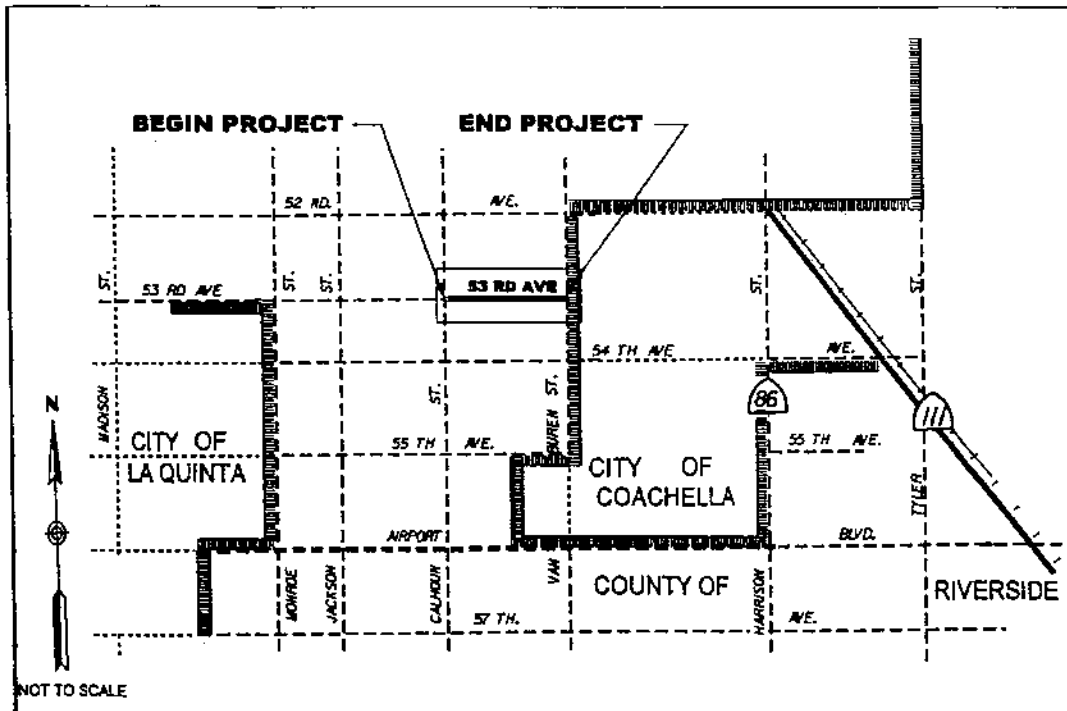 BEGIN PROJECT
END PROJECT
52 RD.
AVE.
ST.
53 RD AVE
ST.
ST.
53 RD AVE
ST.
ST.
54 TH AVE
AVE.
MADISON
N
CITY OF
LA QUINTA
ST.
55 TH
AVE.
BUREN ST.
CITY OF
COACHELLA
86
111
55 TH AVE.
TYLER
AIRPORT
BLVD.
MONROE
JACKSON
CALHOUN
VAN
COUNTY OF
HARRISON
RIVERSIDE
57 TH.
AVE.
NOT TO SCALE